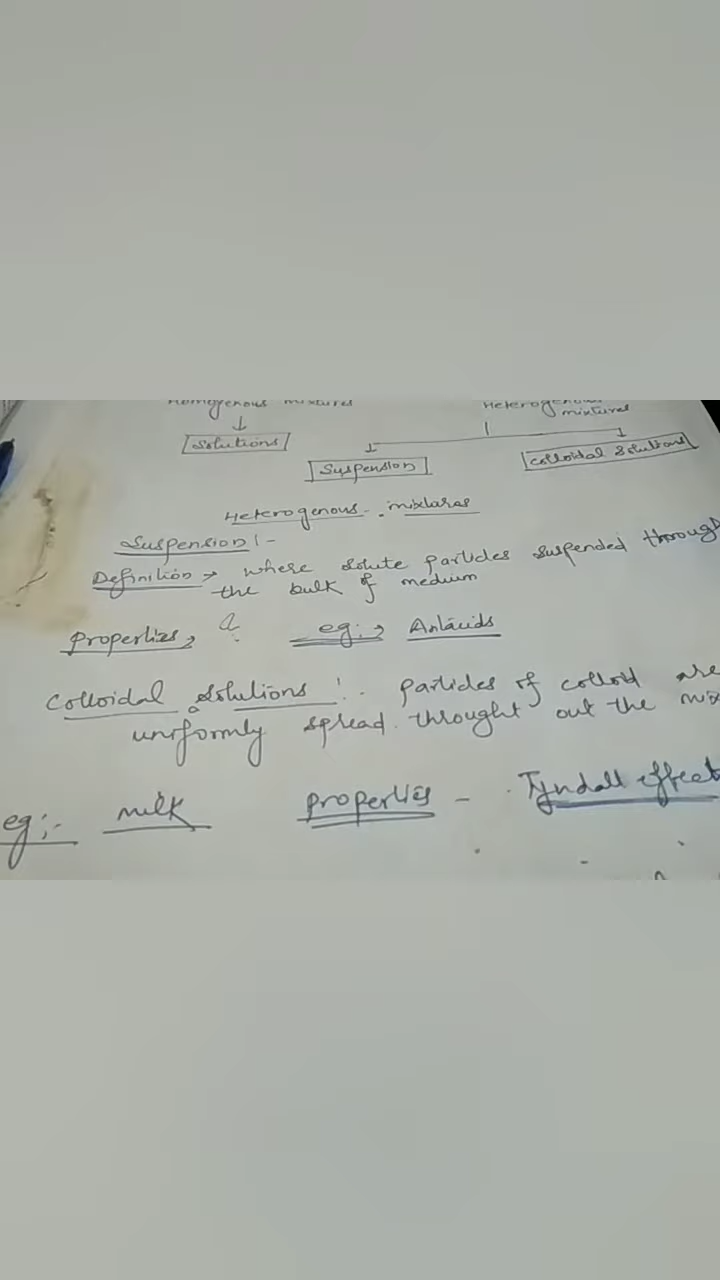 Homogenous mixtures
Heterogenous mixtures
Solutions
Suspension
Colloidal Solutions
Heterogenous mixtures
Suspension :-
Definition → where solute particles suspended through
the bulk of medium
Properties,
eg:, Antacids
Colloidal solutions :. Particles of colloid are
uniformly spread throught out the mix
eg:- milk Properties - Tyndall effect